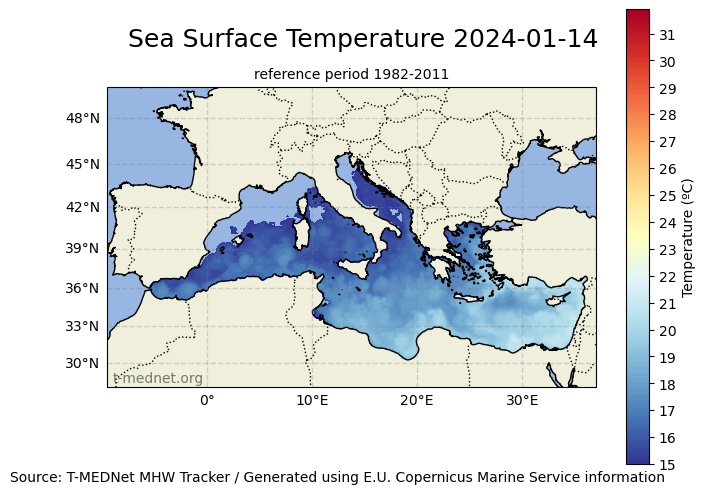 Sea Surface Temperature 2024-01-14
reference period 1982-2011
48°N
45°N
42°N
39°N
36°N
33°N
30°N
t-mednet.org
0°
10°E
20°E
30°E
31
30
29
28
27
26
25
24
23
22
21
20
19
18
17
16
15
Temperature (ºC)
Source: T-MEDNet MHW Tracker / Generated using E.U. Copernicus Marine Service information